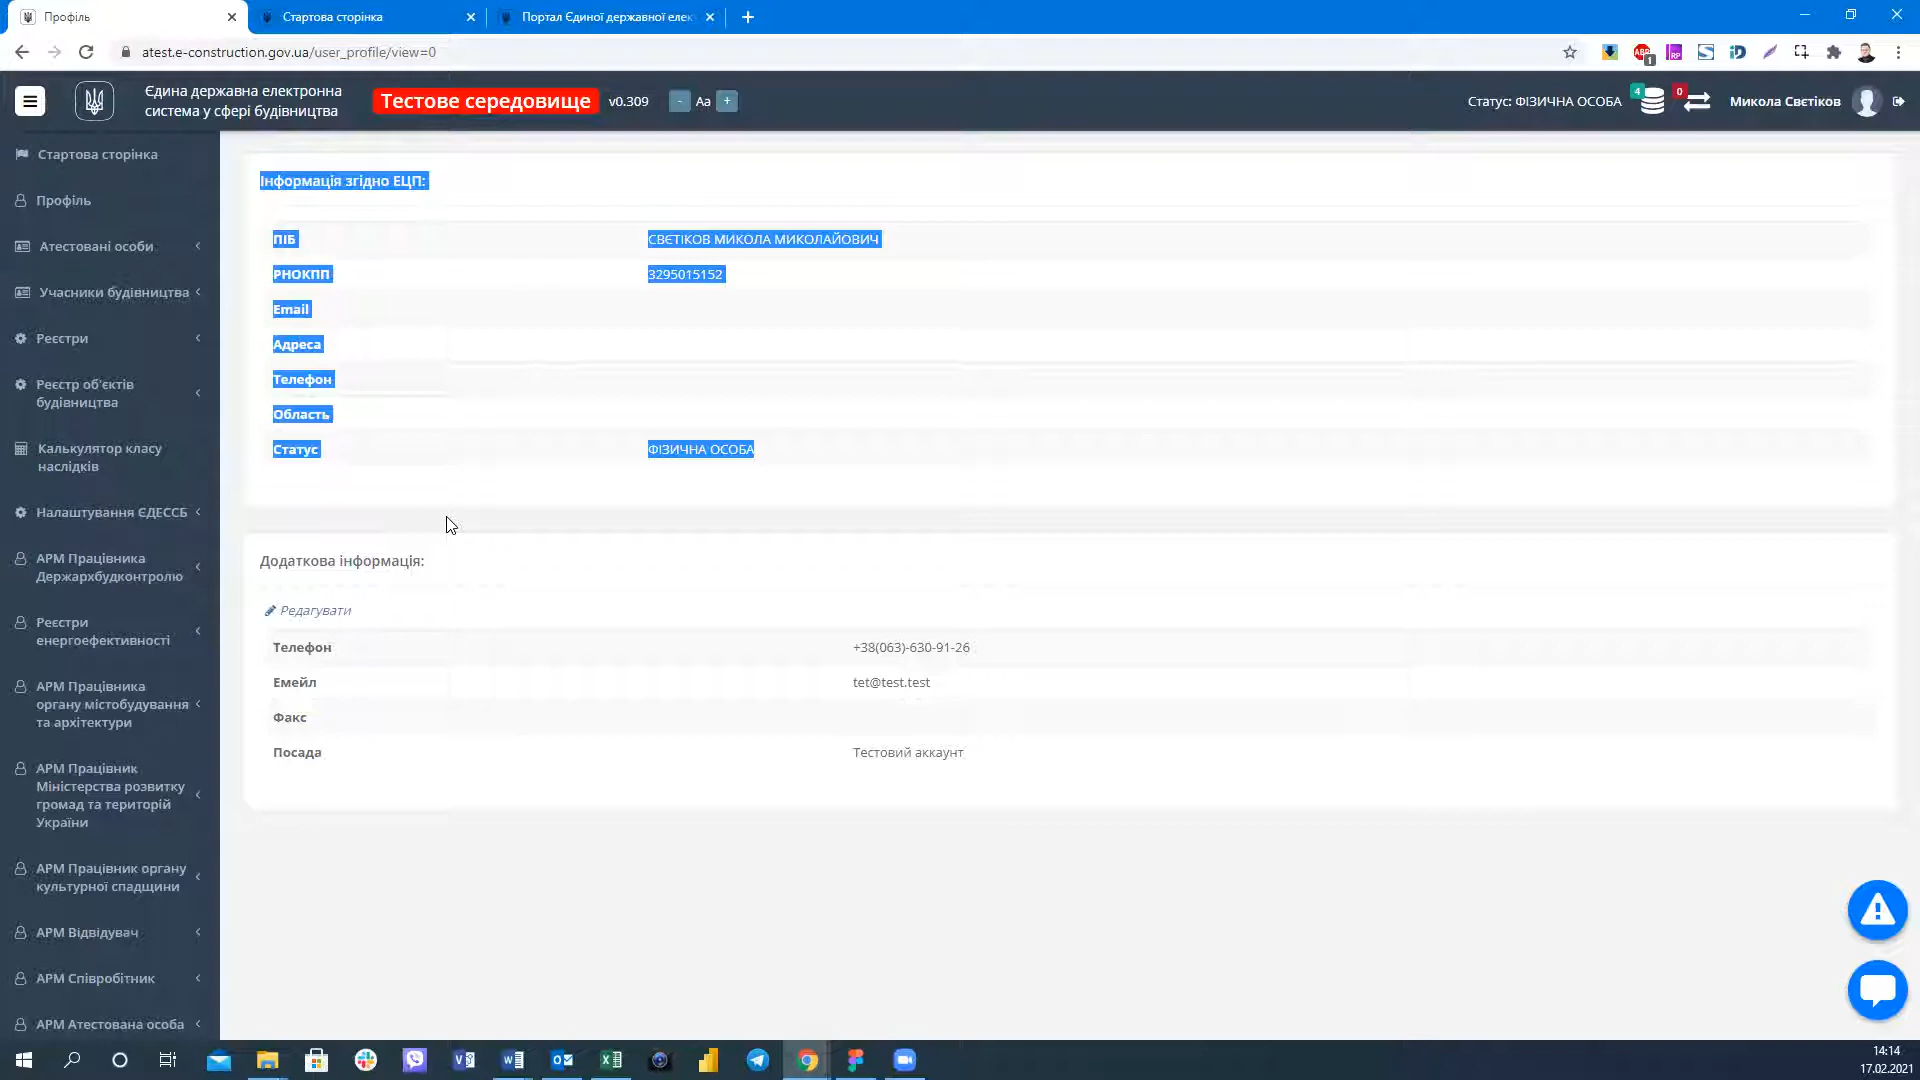 Профіль
Стартова сторінка
Портал Єдиної державної елек
atest.e-construction.gov.ua/user_profile/view=0
Єдина державна електронна
система у сфері будівництва
Тестове середовище
v0.309
- Aa +
Статус: ФІЗИЧНА ОСОБА
4
0
Микола Свєтіков
Стартова сторінка
Профіль
Атестовані особи
Учасники будівництва
Реєстри
Реєстр об'єктів
будівництва
Калькулятор класу
наслідків
Налаштування ЄДЕССБ
АРМ Працівника
Держархбудконтролю
Реєстри
енергоефективності
АРМ Працівника
органу містобудування
та архітектури
АРМ Працівник
Міністерства розвитку
громад та територій
України
АРМ Працівник органу
культурної спадщини
АРМ Відвідувач
АРМ Співробітник
АРМ Атестована особа
Інформація згідно ЕЦП:
ПІБ СВЄТІКОВ МИКОЛА МИКОЛАЙОВИЧ
РНОКПП 3295015152
Email
Адреса
Телефон
Область
Статус ФІЗИЧНА ОСОБА
Додаткова інформація:
Редагувати
Телефон +38(063)-630-91-26
Емейл tet@test.test
Факс
Посада Тестовий аккаунт
14:14
17.02.2021